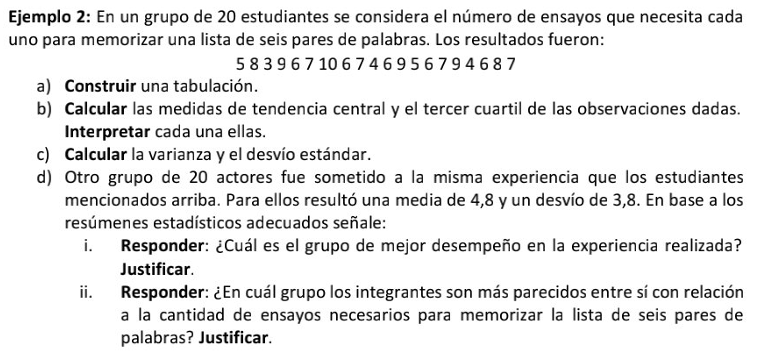 Ejemplo 2: En un grupo de 20 estudiantes se considera el número de ensayos que necesita cada
uno para memorizar una lista de seis pares de palabras. Los resultados fueron:
5 8 3 9 6 7 10 6 7 4 6 9 5 6 7 9 4 6 8 7
a) Construir una tabulación.
b) Calcular las medidas de tendencia central y el tercer cuartil de las observaciones dadas.
Interpretar cada una ellas.
c) Calcular la varianza y el desvío estándar.
d) Otro grupo de 20 actores fue sometido a la misma experiencia que los estudiantes
mencionados arriba. Para ellos resultó una media de 4,8 y un desvío de 3,8. En base a los
resúmenes estadísticos adecuados señale:
i. Responder: ¿Cuál es el grupo de mejor desempeño en la experiencia realizada?
Justificar.
ii. Responder: ¿En cuál grupo los integrantes son más parecidos entre sí con relación
a la cantidad de ensayos necesarios para memorizar la lista de seis pares de
palabras? Justificar.